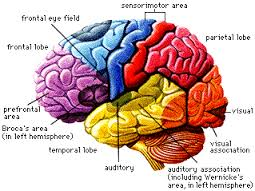 sensorimotor area
frontal eye field
frontal lobe
parietal lobe
prefrontal
area
Broca's area
(in left hemisphere)
temporal lobe
auditory
visual
visual
association
auditory association
(including Wernicke's
area, in left hemisphere)